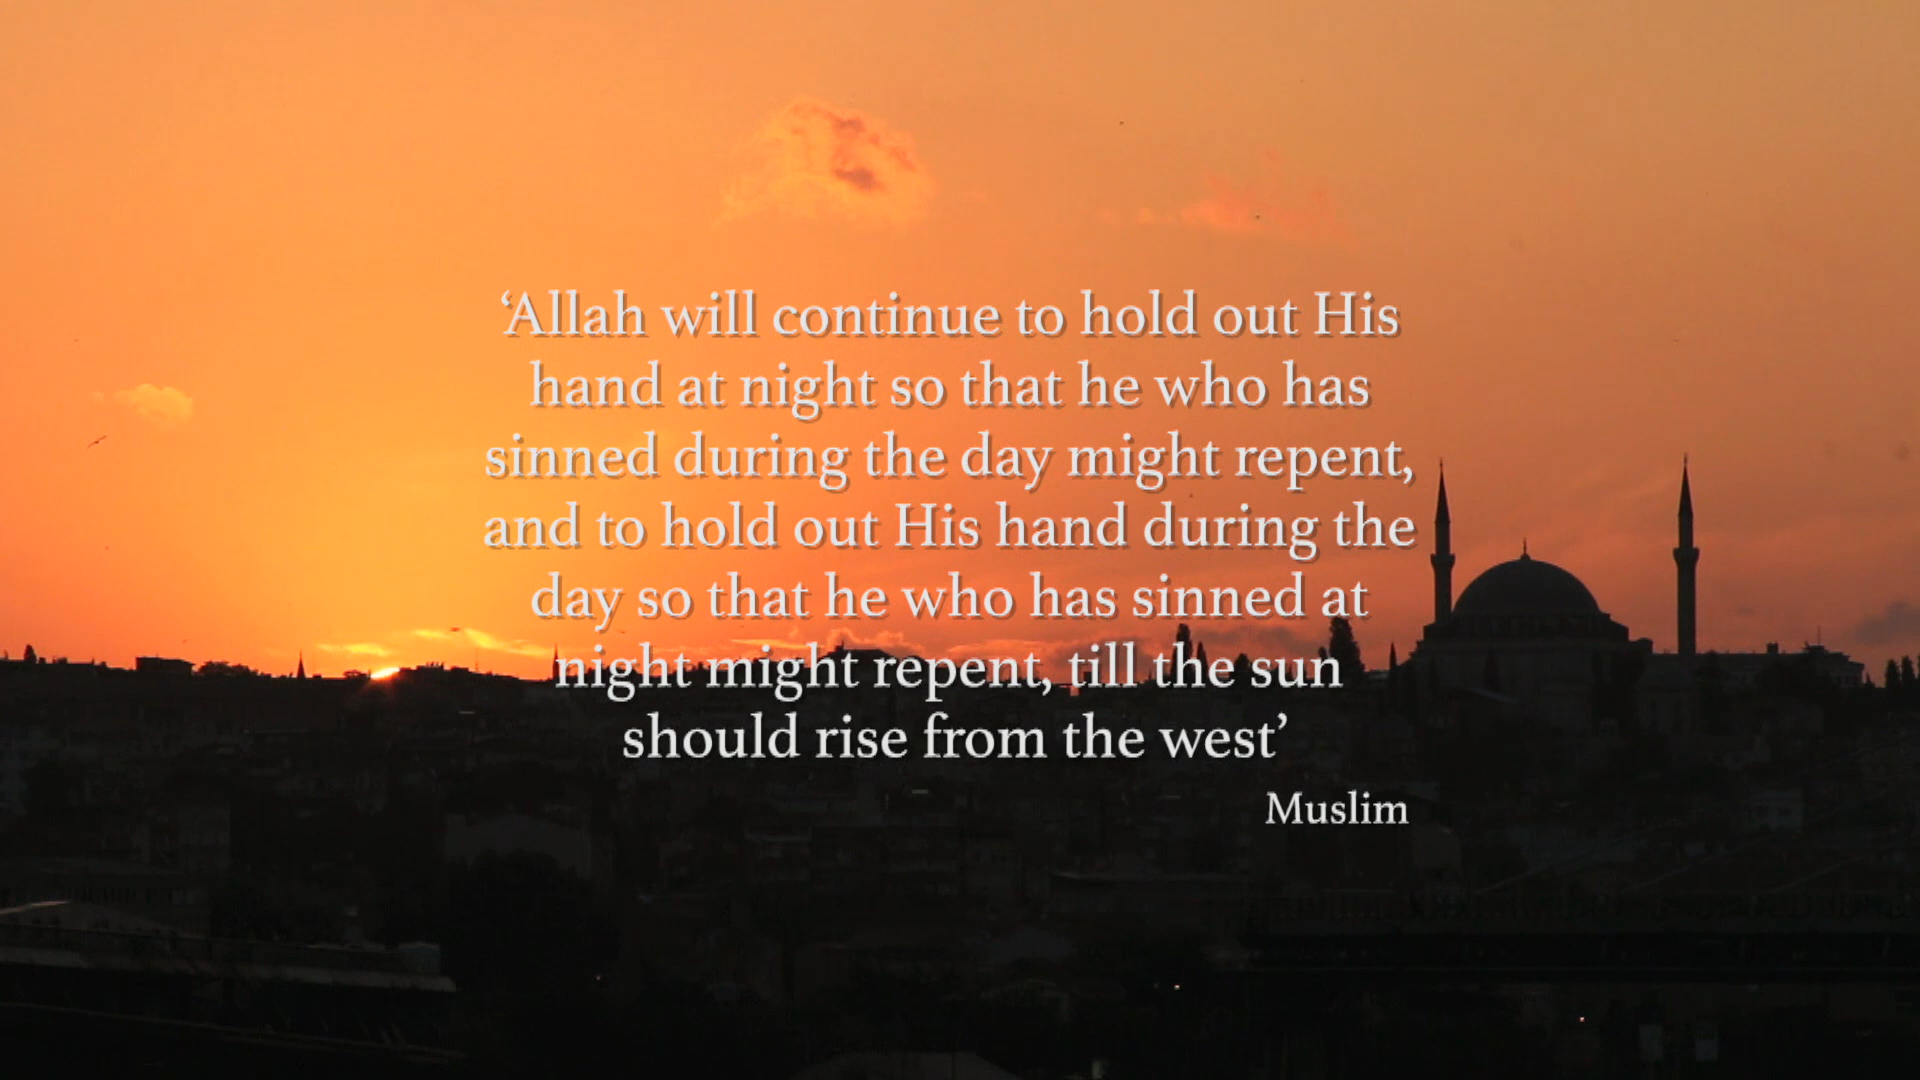 ‘Allah will continue to hold out His
hand at night so that he who has
sinned during the day might repent,
and to hold out His hand during the
day so that he who has sinned at
night might repent, till the sun
should rise from the west’
Muslim